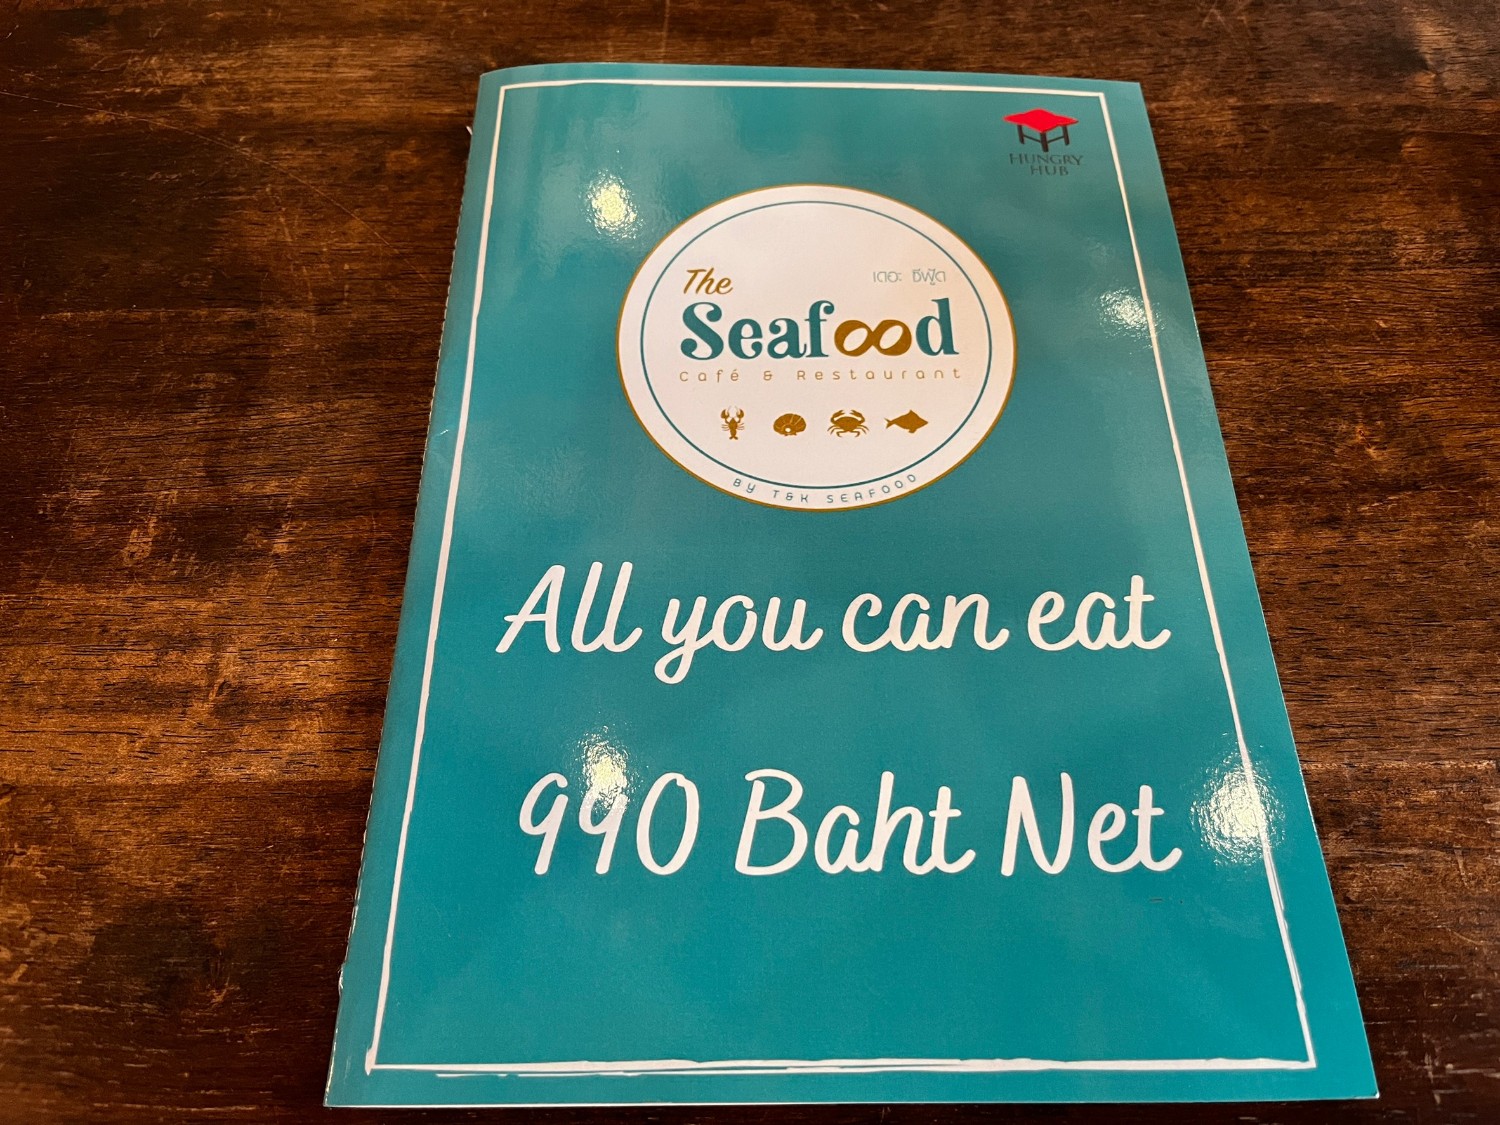 HUNGRY
HUB
The
เดอะ ซีฟู้ด
Seafood
Café & Restaurant
BY T&K SEAFOOD
All you can eat
990 Baht Net